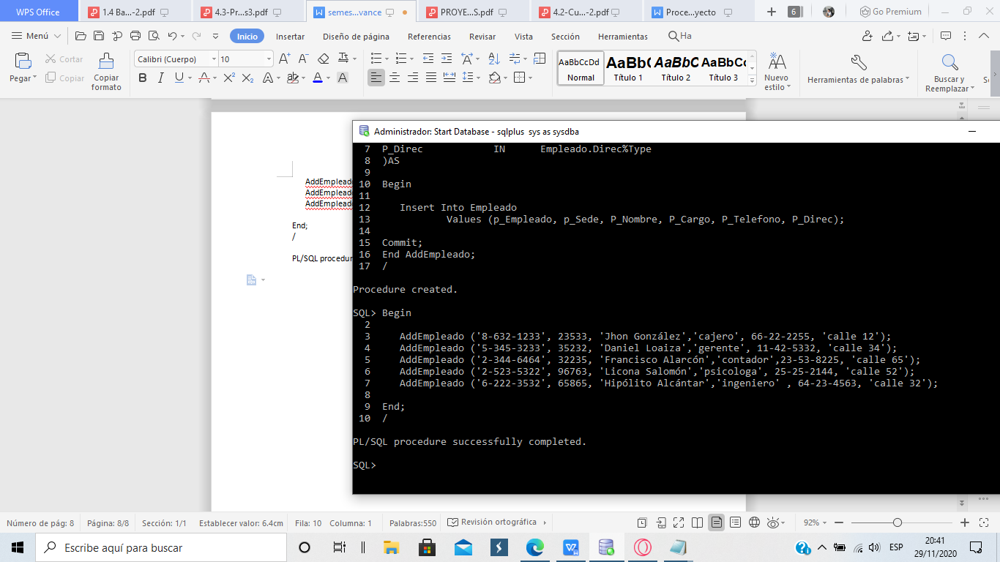 WPS Office
1.4 Ba...-2.pdf
4.3-Pr...s3.pdf
semes...vance
PROYE...S.pdf
4.2-Cu...-2.pdf
Proce...yecto
6
Go Premium
Menú
Inicio
Insertar
Diseño de página
Referencias
Revisar
Vista
Sección
Herramientas
Ha
Pegar
Cortar
Copiar
Copiar formato
Calibri (Cuerpo)
10
AaBbCcDd
Normal
AaBb
Título 1
AaBbC
Título 2
AaBbC
Título 3
Nuevo estilo
Herramientas de palabras
Buscar y Reemplazar
AddEmplead
AddEmplead
AddEmplead
End;
/
PL/SQL procedur
Administrador: Start Database - sqlplus sys as sysdba
7 P_Direc IN Empleado.Direc%Type
8 )AS
9
10 Begin
11
12 Insert Into Empleado
13 Values (p_Empleado, p_Sede, P_Nombre, P_Cargo, P_Telefono, P_Direc);
14
15 Commit;
16 End AddEmpleado;
17 /
Procedure created.
SQL> Begin
2
3 AddEmpleado ('8-632-1233', 23533, 'Jhon González','cajero', 66-22-2255, 'calle 12');
4 AddEmpleado ('5-345-3233', 35232, 'Daniel Loaiza','gerente', 11-42-5332, 'calle 34');
5 AddEmpleado ('2-344-6464', 32235, 'Francisco Alarcón','contador',23-53-8225, 'calle 65');
6 AddEmpleado ('2-523-5322', 96763, 'Licona Salomón','psicologa', 25-25-2144, 'calle 52');
7 AddEmpleado ('6-222-3532', 65865, 'Hipólito Alcántar','ingeniero' , 64-23-4563, 'calle 32');
8
9 End;
10 /
PL/SQL procedure successfully completed.
SQL>
Número de pág: 8
Página: 8/8
Sección: 1/1
Establecer valor: 6.4cm
Fila: 10
Columna: 1
Palabras:550
Revisión ortográfica
92%
Escribe aquí para buscar
ESP
20:41
29/11/2020